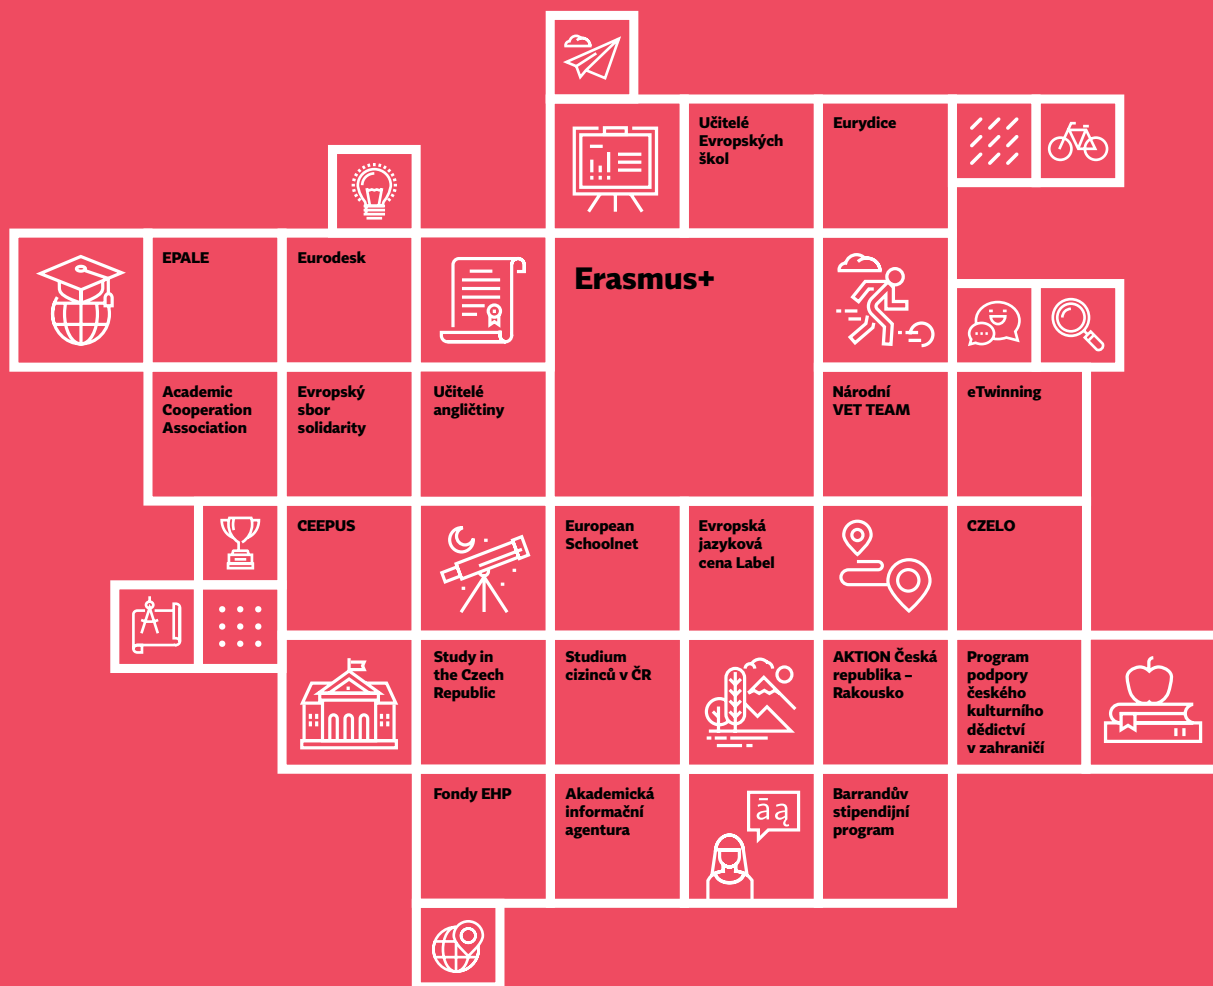 Učitelé
Evropských
škol
Eurydice
EPALE
Eurodesk
Erasmus+
Academic
Cooperation
Association
Evropský
sbor
solidarity
Učitelé
angličtiny
Národní
VET TEAM
eTwinning
CEEPUS
European
Schoolnet
Evropská
jazyková
cena Label
CZELO
Study in
the Czech
Republic
Studium
cizinců v ČR
AKTION Česká
republika –
Rakousko
Program
podpory
českého
kulturního
dědictví
v zahraničí
Fondy EHP
Akademická
informační
agentura
āą
Barrandův
stipendijní
program